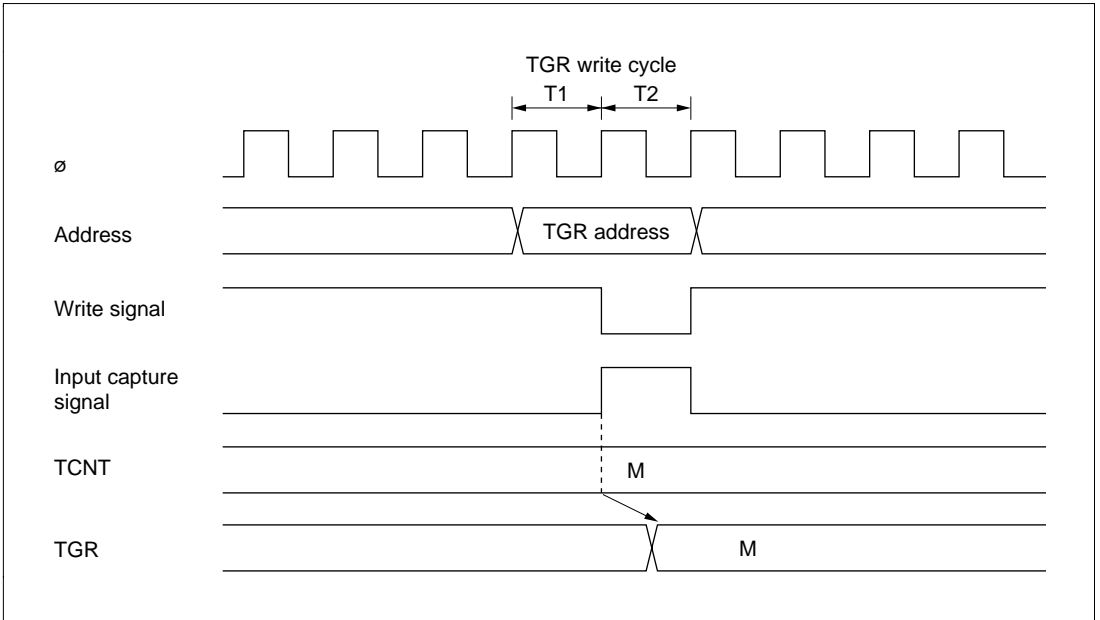 TGR write cycle
T1 T2
ø
Address
TGR address
Write signal
Input capture
signal
TCNT
M
TGR
M